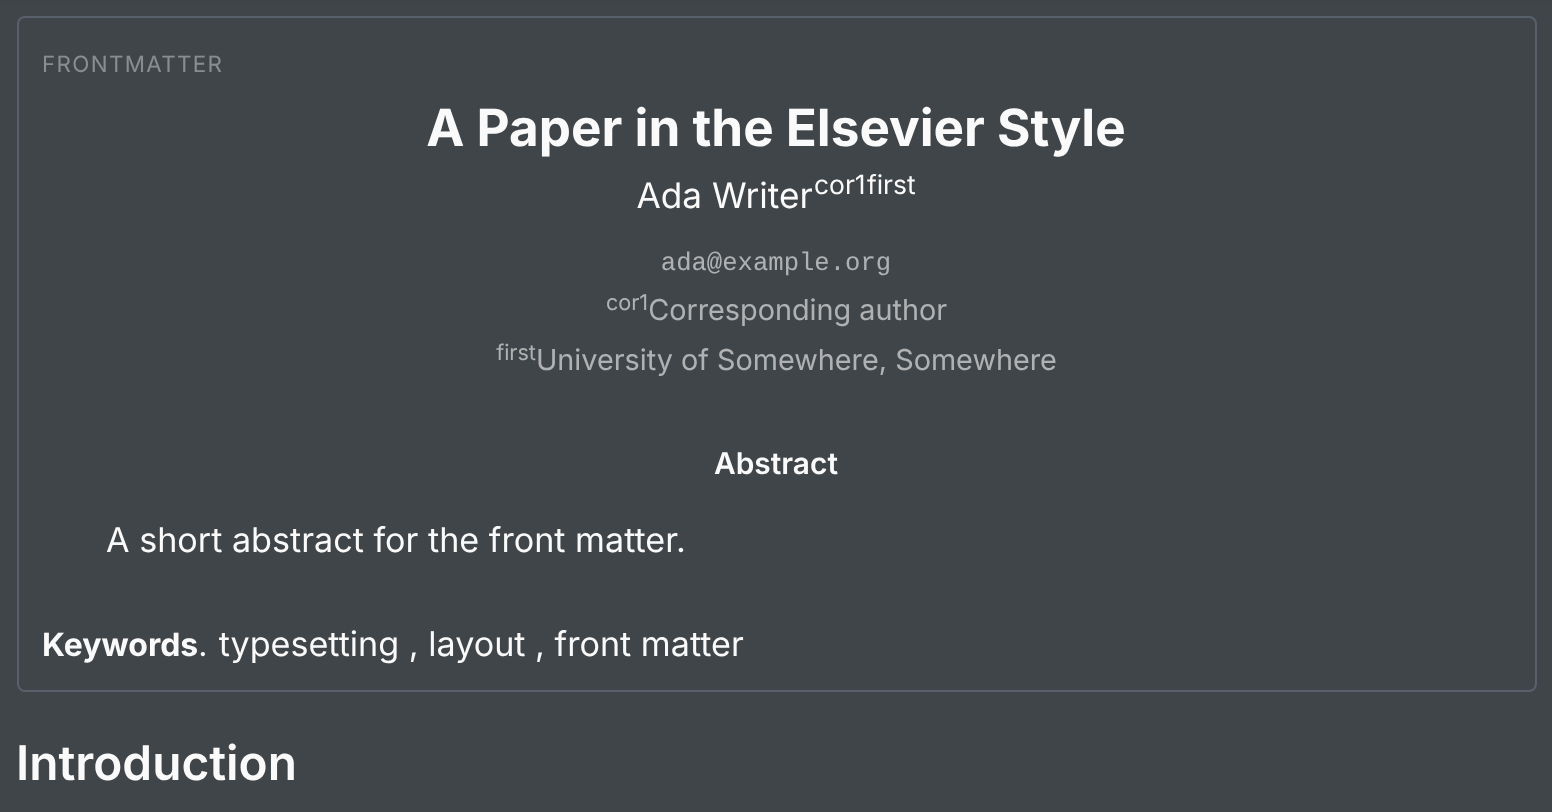 FRONTMATTER
A Paper in the Elsevier Style
Ada Writercor1first
ada@example.org
cor1Corresponding author
firstUniversity of Somewhere, Somewhere
Abstract
A short abstract for the front matter.
Keywords. typesetting , layout , front matter
Introduction